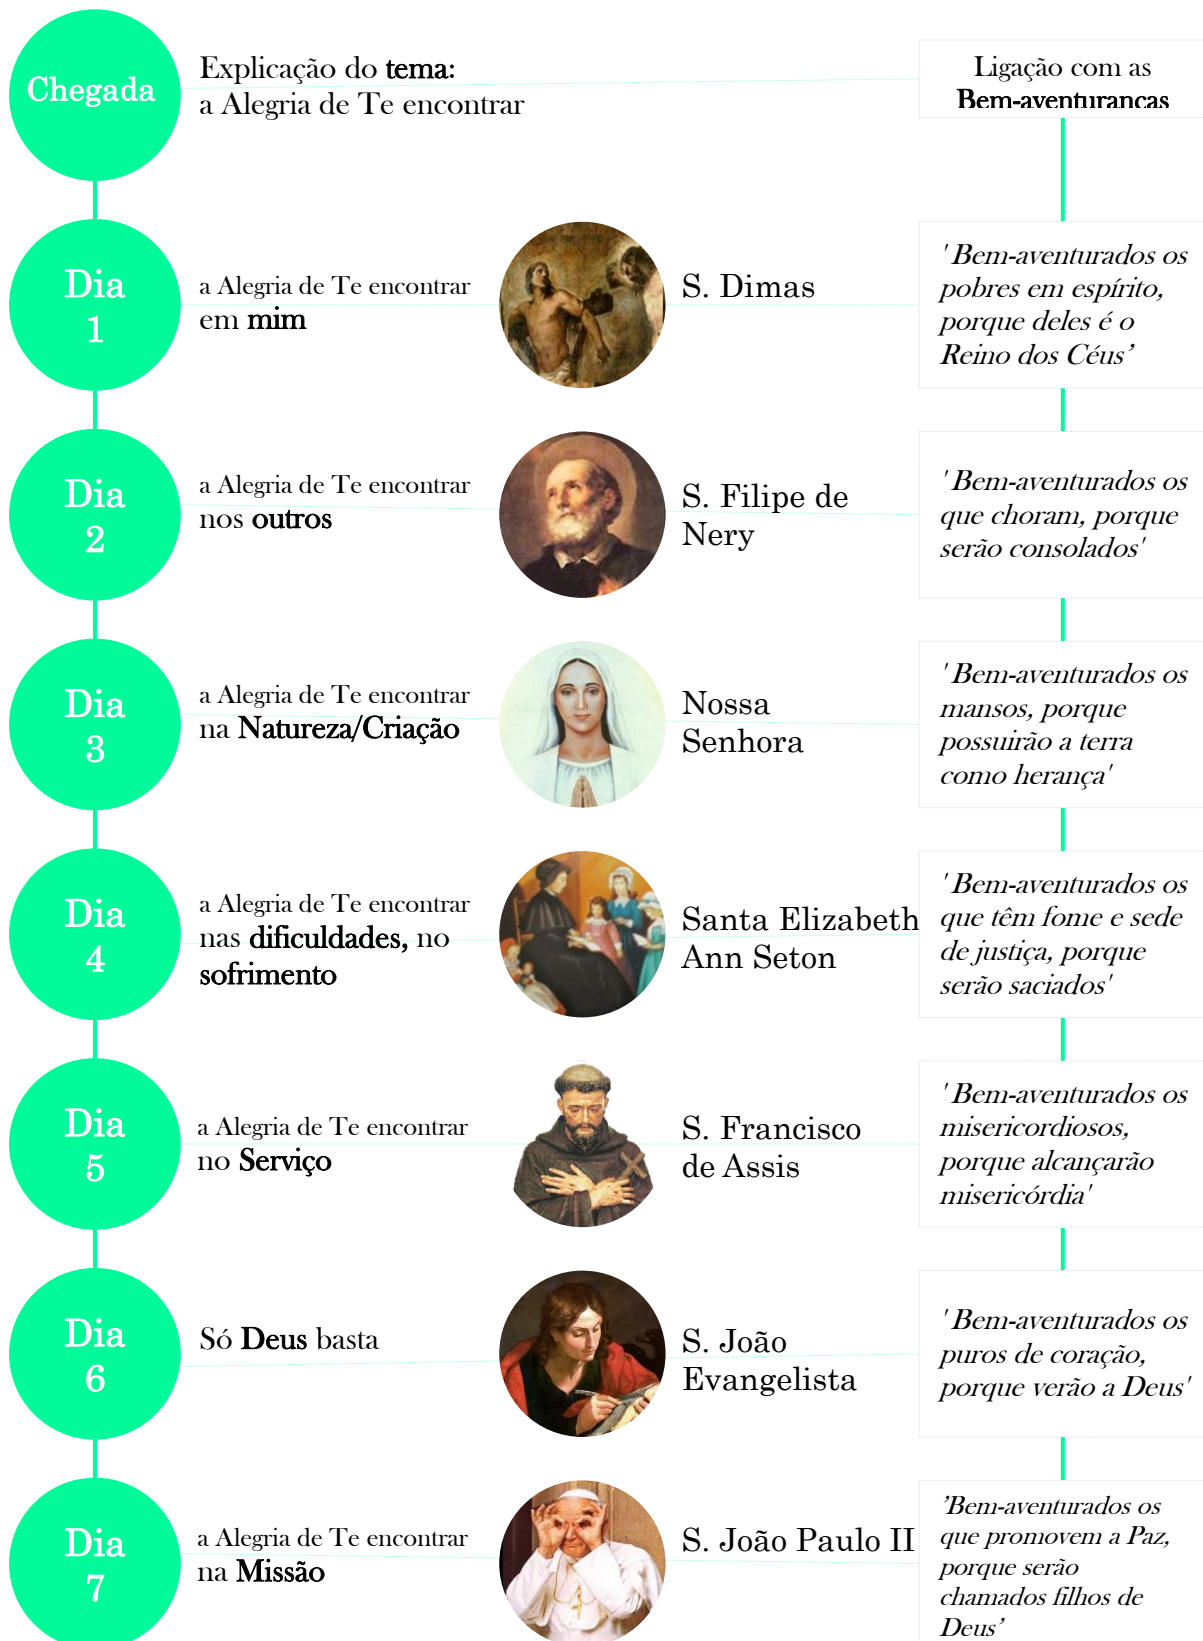 Chegada
Explicação do tema:
a Alegria de Te encontrar
Ligação com as
Bem-aventuranças
Dia
1
a Alegria de Te encontrar
em mim
S. Dimas
' Bem-aventurados os
pobres em espírito,
porque deles é o
Reino dos Céus’
Dia
2
a Alegria de Te encontrar
nos outros
S. Filipe de
Nery
' Bem-aventurados os
que choram, porque
serão consolados'
Dia
3
a Alegria de Te encontrar
na Natureza/Criação
Nossa
Senhora
' Bem-aventurados os
mansos, porque
possuirão a terra
como herança'
Dia
4
a Alegria de Te encontrar
nas dificuldades, no
sofrimento
Santa Elizabeth
Ann Seton
' Bem-aventurados os
que têm fome e sede
de justiça, porque
serão saciados'
Dia
5
a Alegria de Te encontrar
no Serviço
S. Francisco
de Assis
' Bem-aventurados os
misericordiosos,
porque alcançarão
misericórdia'
Dia
6
Só Deus basta
S. João
Evangelista
' Bem-aventurados os
puros de coração,
porque verão a Deus'
Dia
7
a Alegria de Te encontrar
na Missão
S. João Paulo II
’Bem-aventurados os
que promovem a Paz,
porque serão
chamados filhos de
Deus’